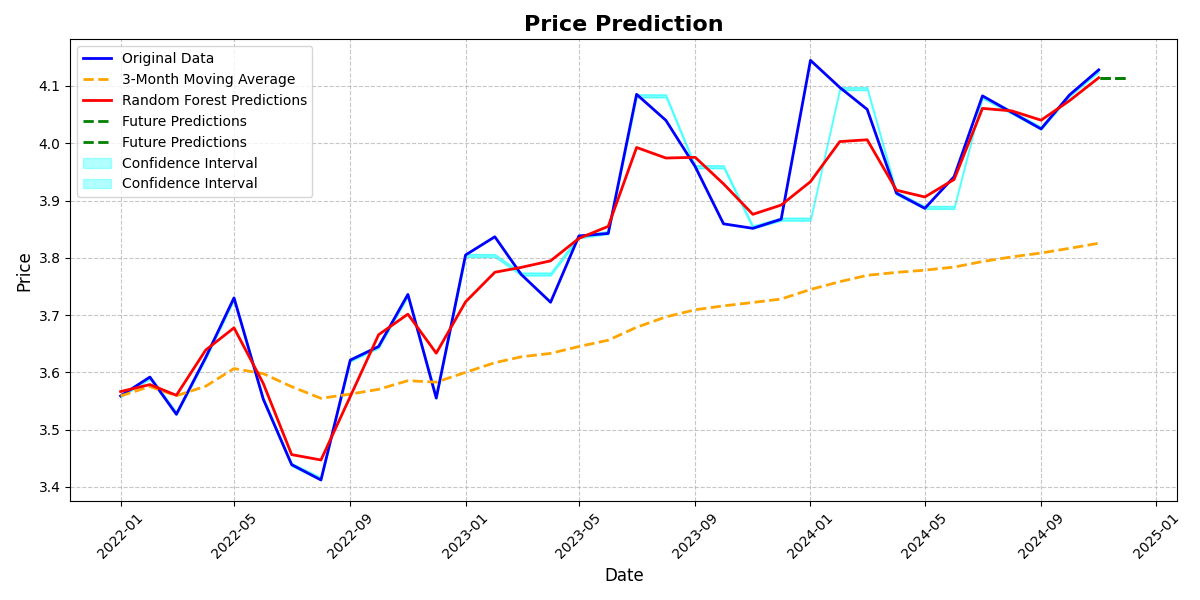 Price Prediction
Original Data
3-Month Moving Average
Random Forest Predictions
Future Predictions
Future Predictions
Confidence Interval
Confidence Interval
Price
4.1
4.0
3.9
3.8
3.7
3.6
3.5
3.4
2022-01
2022-05
2022-09
2023-01
2023-05
2023-09
2024-01
2024-05
2024-09
2025-01
Date